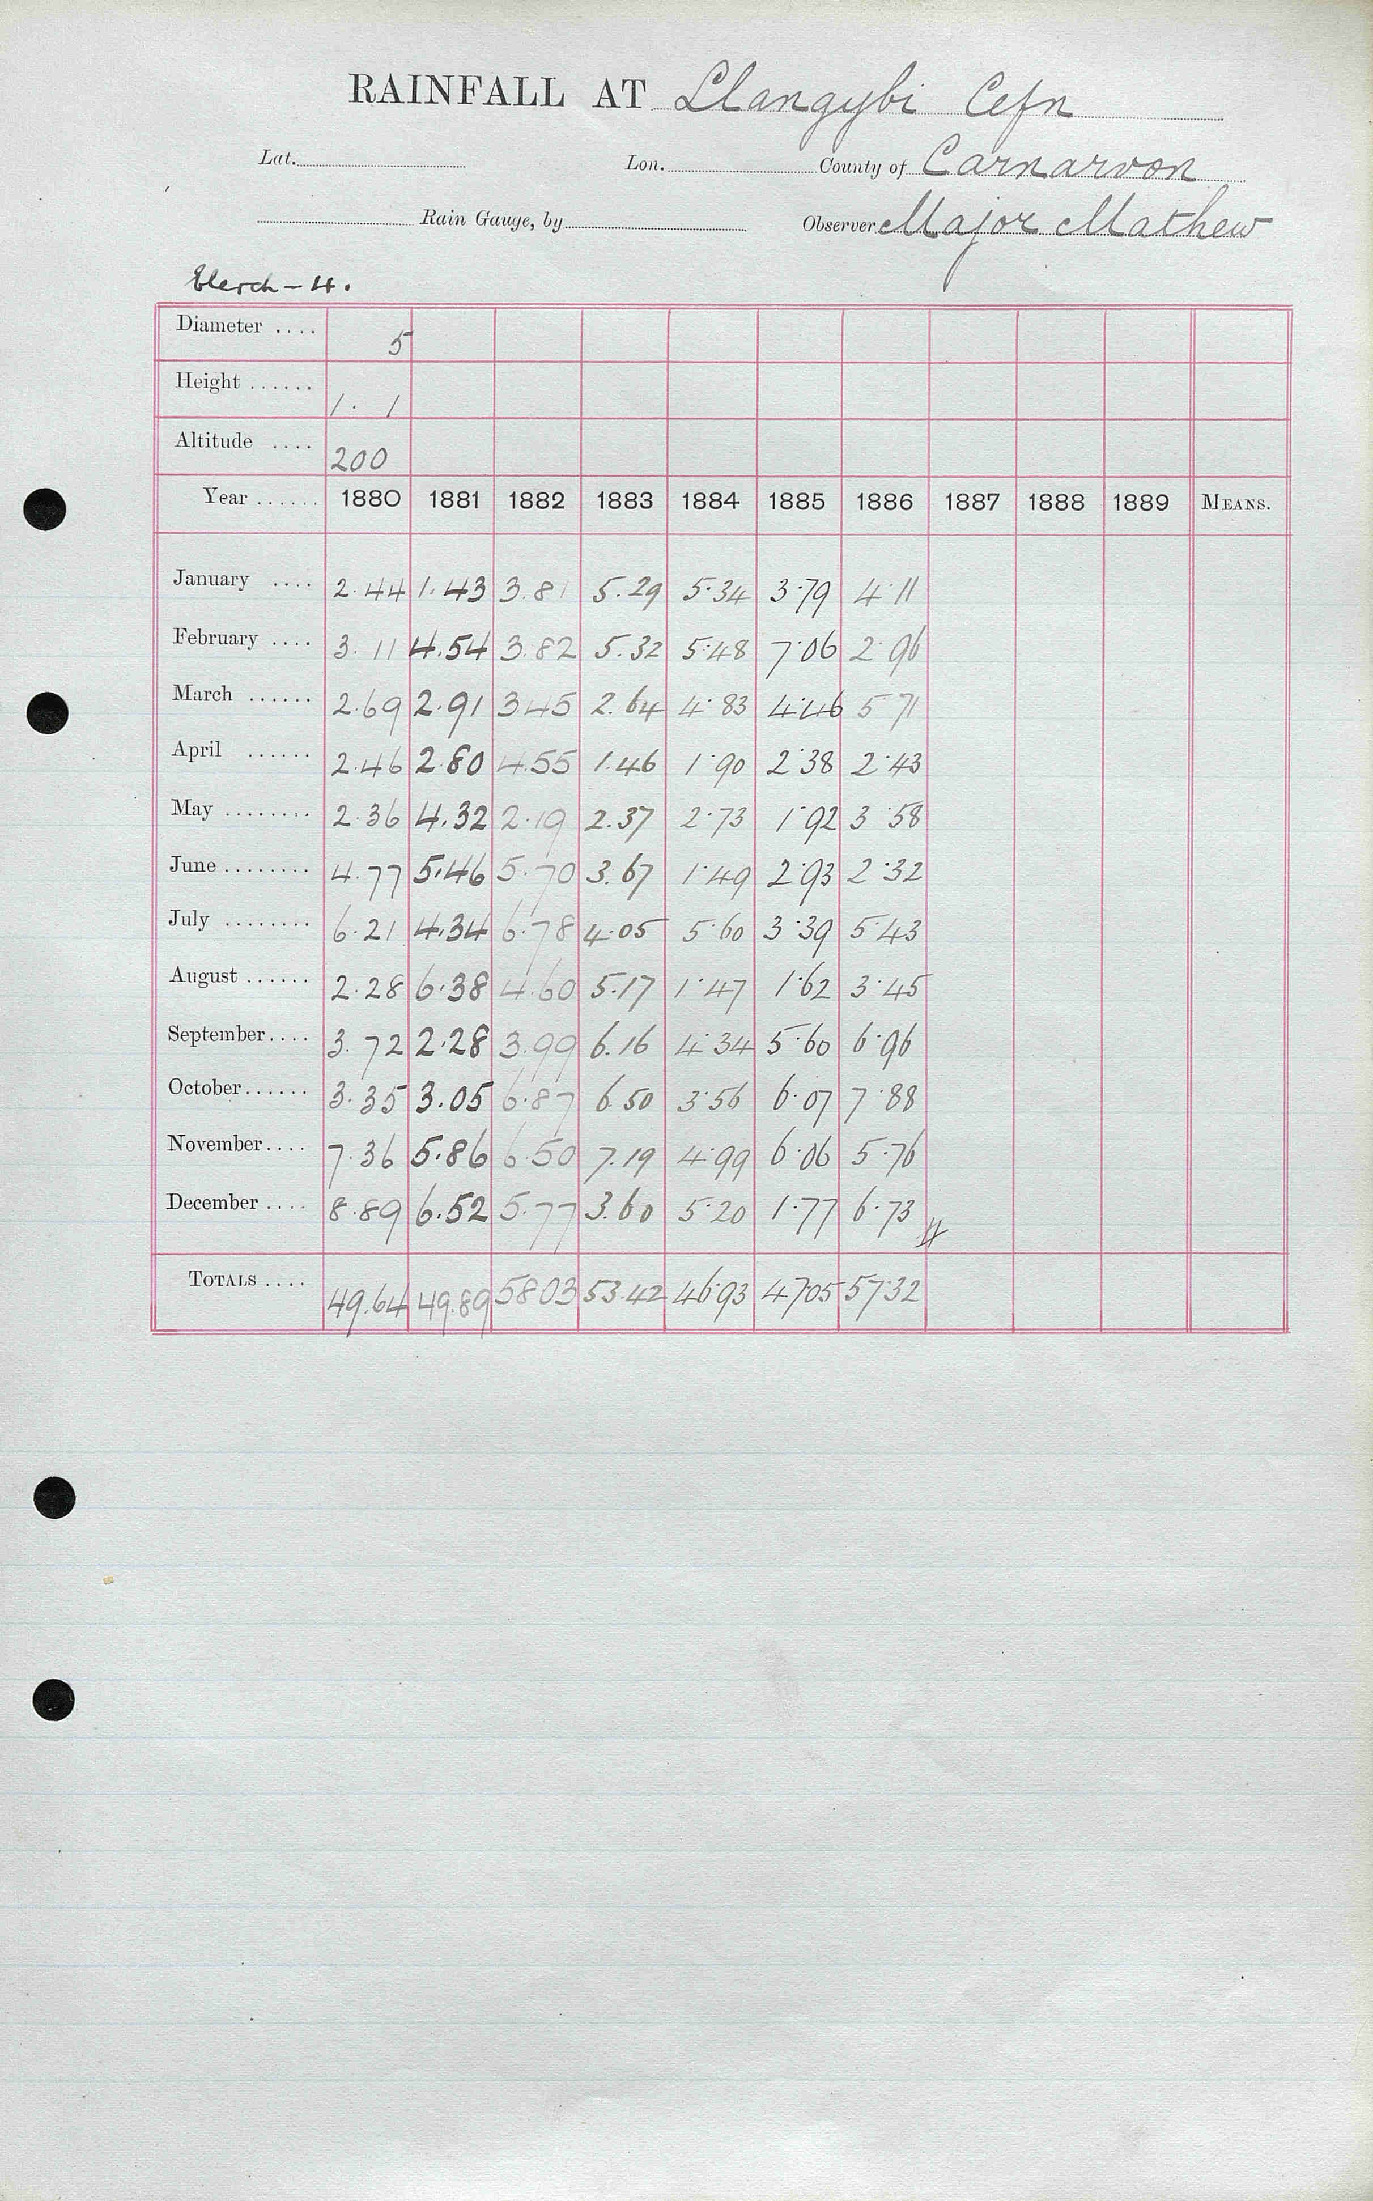 RAINFALL AT Llangybi Cefn
Lat. Lon. County of Carnarvon
Rain Gauge, by Observer Major Mathew
Elerch – 4.
Diameter .... 5
Height ...... 1. 1
Altitude .... 200
Year ...... 1880 1881 1882 1883 1884 1885 1886 1887 1888 1889 MEANS.
January .... 2.44 1.43 3.81 5.29 5.34 3.79 4.11
February .... 3.11 4.54 3.82 5.32 5.48 7.06 2.96
March ...... 2.69 2.91 3.45 2.64 4.83 4.46 5.71
April ...... 2.46 2.80 4.55 1.46 1.90 2.38 2.43
May ........ 2.36 4.32 2.19 2.37 2.73 1.92 3.58
June ........ 4.77 5.46 5.70 3.67 1.49 2.93 2.32
July ........ 6.21 4.34 6.78 4.05 5.60 3.39 5.43
August ...... 2.28 6.38 4.60 5.17 1.47 1.62 3.45
September.... 3.72 2.28 3.99 6.16 4.34 5.60 6.96
October...... 3.35 3.05 6.87 6.50 3.56 6.07 7.88
November.... 7.36 5.86 6.50 7.19 4.99 6.06 5.76
December .... 8.89 6.52 5.77 3.60 5.20 1.77 6.73
TOTALS .... 49.64 49.89 58.03 53.42 46.93 47.05 57.32